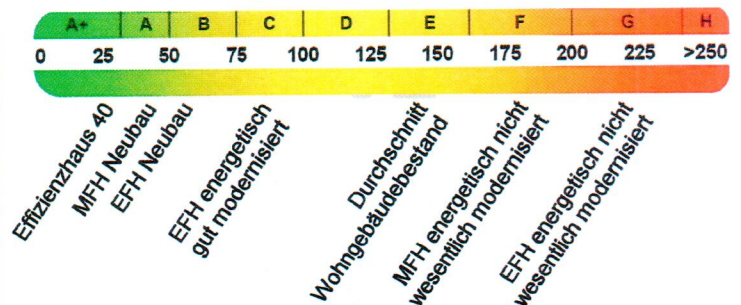 A+ A B C D E F G H
0 25 50 75 100 125 150 175 200 225 >250
Effizienzhaus 40
MFH Neubau
EFH Neubau
EFH energetisch
gut modernisiert
Durchschnitt
Wohngebäudebestand
MFH energetisch nicht
wesentlich modernisiert
EFH energetisch nicht
wesentlich modernisiert